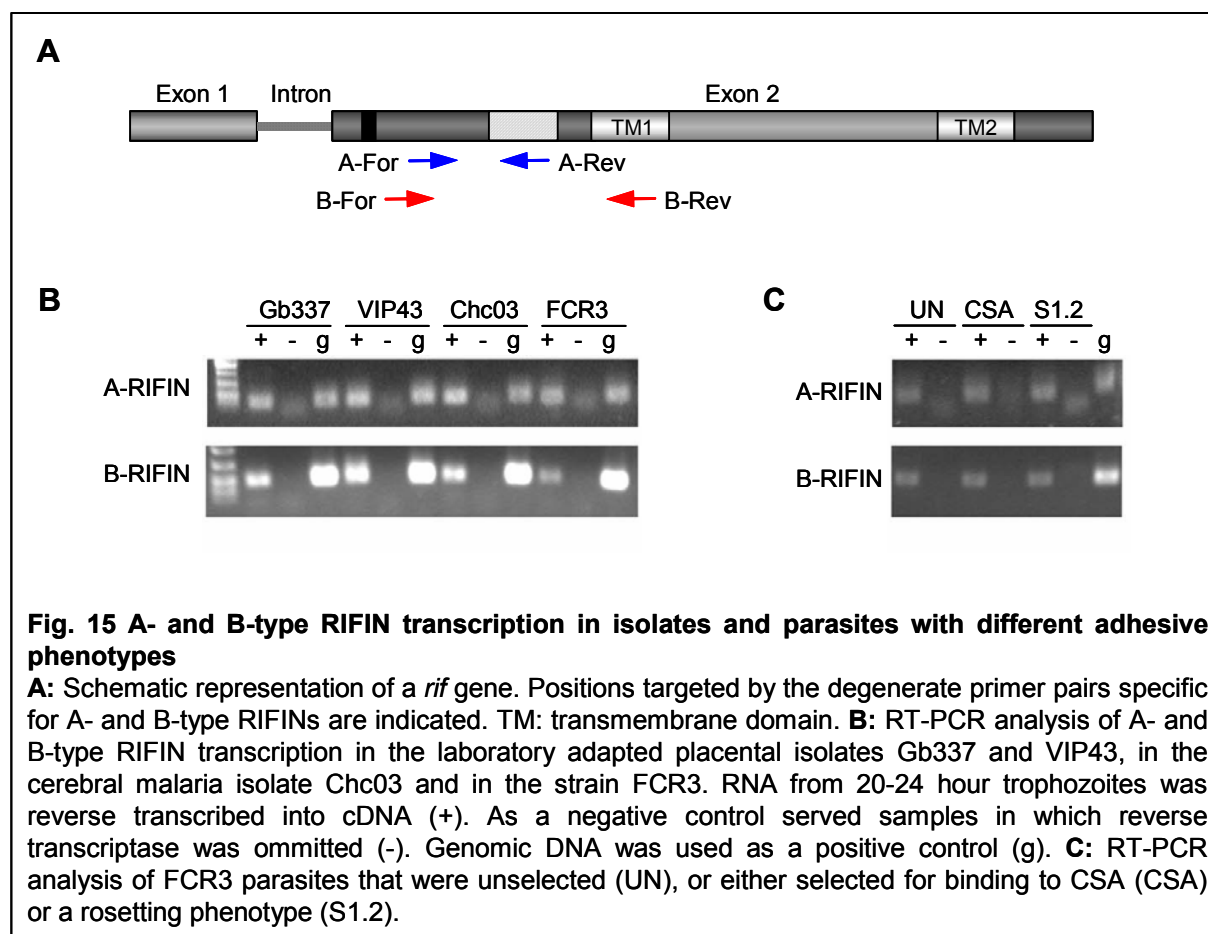 A
Exon 1 Intron Exon 2
TM1 TM2
A-For A-Rev
B-For B-Rev
B
Gb337 VIP43 Chc03 FCR3
+ - g + - g + - g + - g
A-RIFIN
B-RIFIN
C
UN CSA S1.2
+ - + - + - g
A-RIFIN
B-RIFIN
Fig. 15 A- and B-type RIFIN transcription in isolates and parasites with different adhesive
phenotypes
A: Schematic representation of a rif gene. Positions targeted by the degenerate primer pairs specific
for A- and B-type RIFINs are indicated. TM: transmembrane domain. B: RT-PCR analysis of A- and
B-type RIFIN transcription in the laboratory adapted placental isolates Gb337 and VIP43, in the
cerebral malaria isolate Chc03 and in the strain FCR3. RNA from 20-24 hour trophozoites was
reverse transcribed into cDNA (+). As a negative control served samples in which reverse
transcriptase was ommitted (-). Genomic DNA was used as a positive control (g). C: RT-PCR
analysis of FCR3 parasites that were unselected (UN), or either selected for binding to CSA (CSA)
or a rosetting phenotype (S1.2).